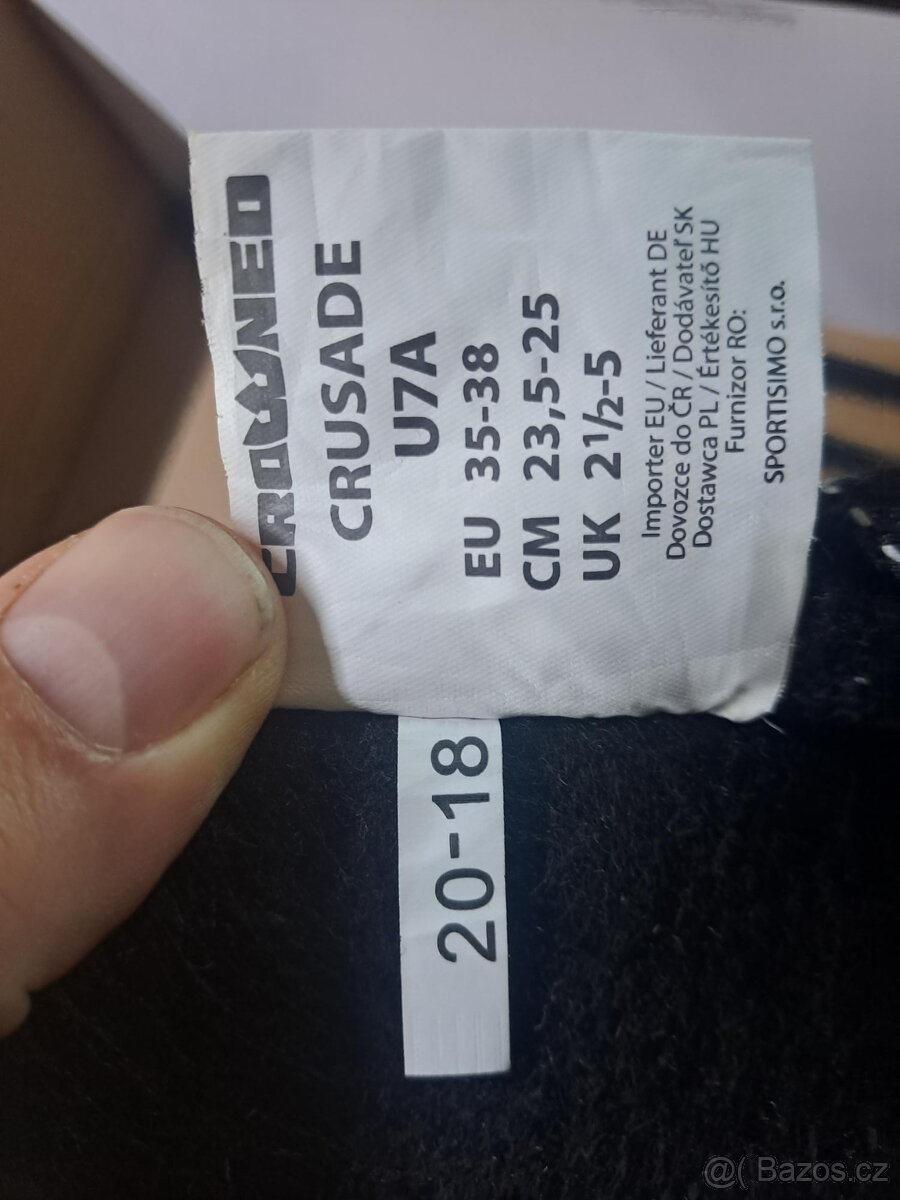 CROWNED
CRUSADE
U7A
EU 35-38
CM 23,5-25
UK 2½-5
Importer EU / Lieferant DE
Dovozce do ČR / Dodávateľ SK
Dostawca PL / Értékesítő HU
Furnizor RO:
SPORTISIMO s.r.o.
20-18
@( Bazos.cz